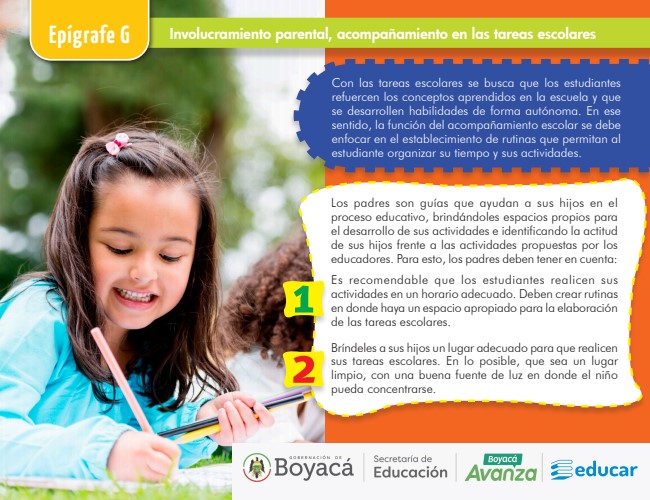 Epígrafe G
Involucramiento parental, acompañamiento en las tareas escolares
Con las tareas escolares se busca que los estudiantes
refuercen los conceptos aprendidos en la escuela y que
se desarrollen habilidades de forma autónoma. En ese
sentido, la función del acompañamiento escolar se debe
enfocar en el establecimiento de rutinas que permitan al
estudiante organizar su tiempo y sus actividades.
Los padres son guías que ayudan a sus hijos en el
proceso educativo, brindándoles espacios propios para
el desarrollo de sus actividades e identificando la actitud
de sus hijos frente a las actividades propuestas por los
educadores. Para esto, los padres deben tener en cuenta:
1
Es recomendable que los estudiantes realicen sus
actividades en un horario adecuado. Deben crear rutinas
en donde haya un espacio apropiado para la elaboración
de las tareas escolares.
2
Bríndeles a sus hijos un lugar adecuado para que realicen
sus tareas escolares. En lo posible, que sea un lugar
limpio, con una buena fuente de luz en donde el niño
pueda concentrarse.
GOBERNACIÓN DE
Boyacá
Secretaría de
Educación
Boyacá
Avanza
educar